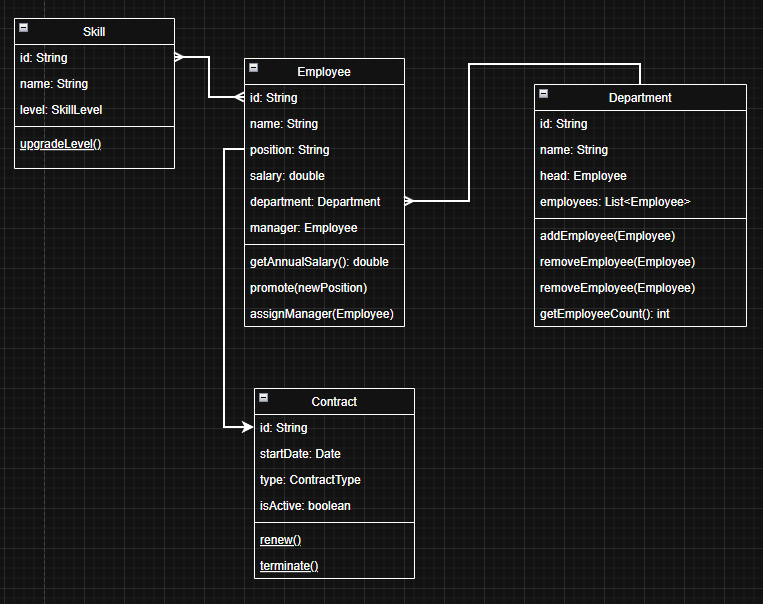 Skill
id: String
name: String
level: SkillLevel
upgradeLevel()
Employee
id: String
name: String
position: String
salary: double
department: Department
manager: Employee
getAnnualSalary(): double
promote(newPosition)
assignManager(Employee)
Department
id: String
name: String
head: Employee
employees: List<Employee>
addEmployee(Employee)
removeEmployee(Employee)
removeEmployee(Employee)
getEmployeeCount(): int
Contract
id: String
startDate: Date
type: ContractType
isActive: boolean
renew()
terminate()